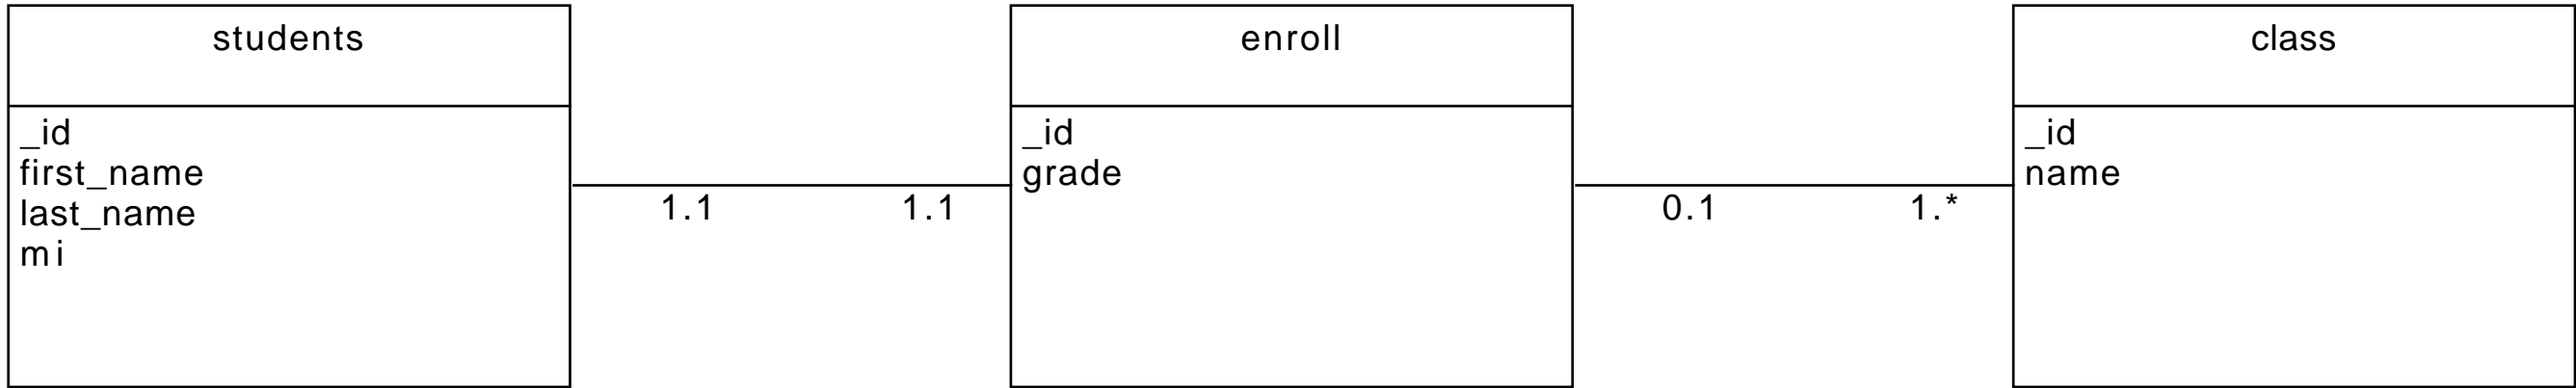 students
_id
first_name
last_name
mi
1.1
1.1
enroll
_id
grade
0.1
1.*
class
_id
name